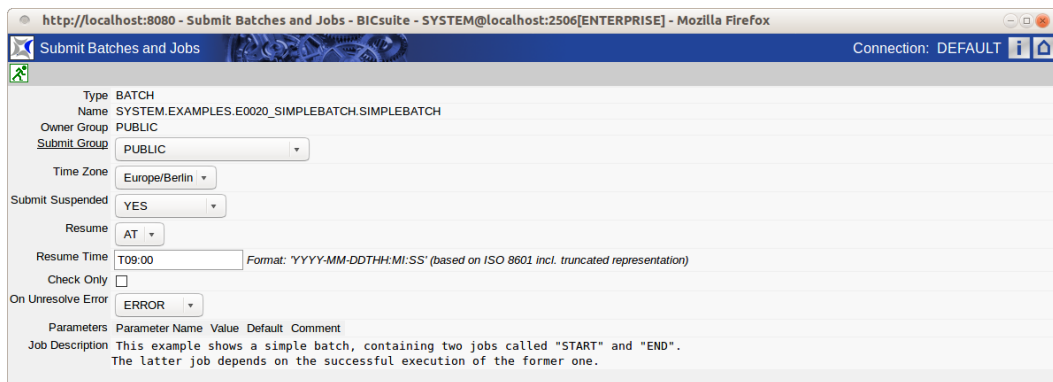 http://localhost:8080 - Submit Batches and Jobs - BICsuite - SYSTEM@localhost:2506[ENTERPRISE] - Mozilla Firefox
Submit Batches and Jobs Connection: DEFAULT
Type BATCH
Name SYSTEM.EXAMPLES.E0020_SIMPLEBATCH.SIMPLEBATCH
Owner Group PUBLIC
Submit Group PUBLIC
Time Zone Europe/Berlin
Submit Suspended YES
Resume AT
Resume Time T09:00 Format: 'YYYY-MM-DDTHH:MI:SS' (based on ISO 8601 incl. truncated representation)
Check Only
On Unresolve Error ERROR
Parameters Parameter Name Value Default Comment
Job Description This example shows a simple batch, containing two jobs called "START" and "END".
The latter job depends on the successful execution of the former one.